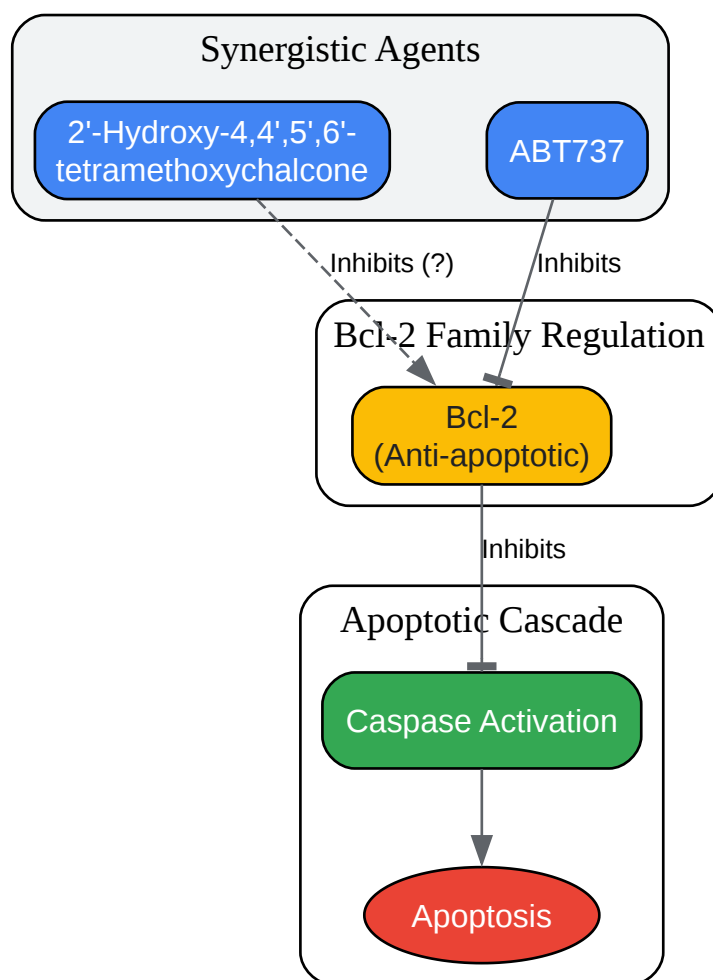 Synergistic Agents
2'-Hydroxy-4,4',5',6'-
tetramethoxychalcone
ABT737
Inhibits (?)
Inhibits
Bcl-2 Family Regulation
Bcl-2
(Anti-apoptotic)
Inhibits
Apoptotic Cascade
Caspase Activation
Apoptosis